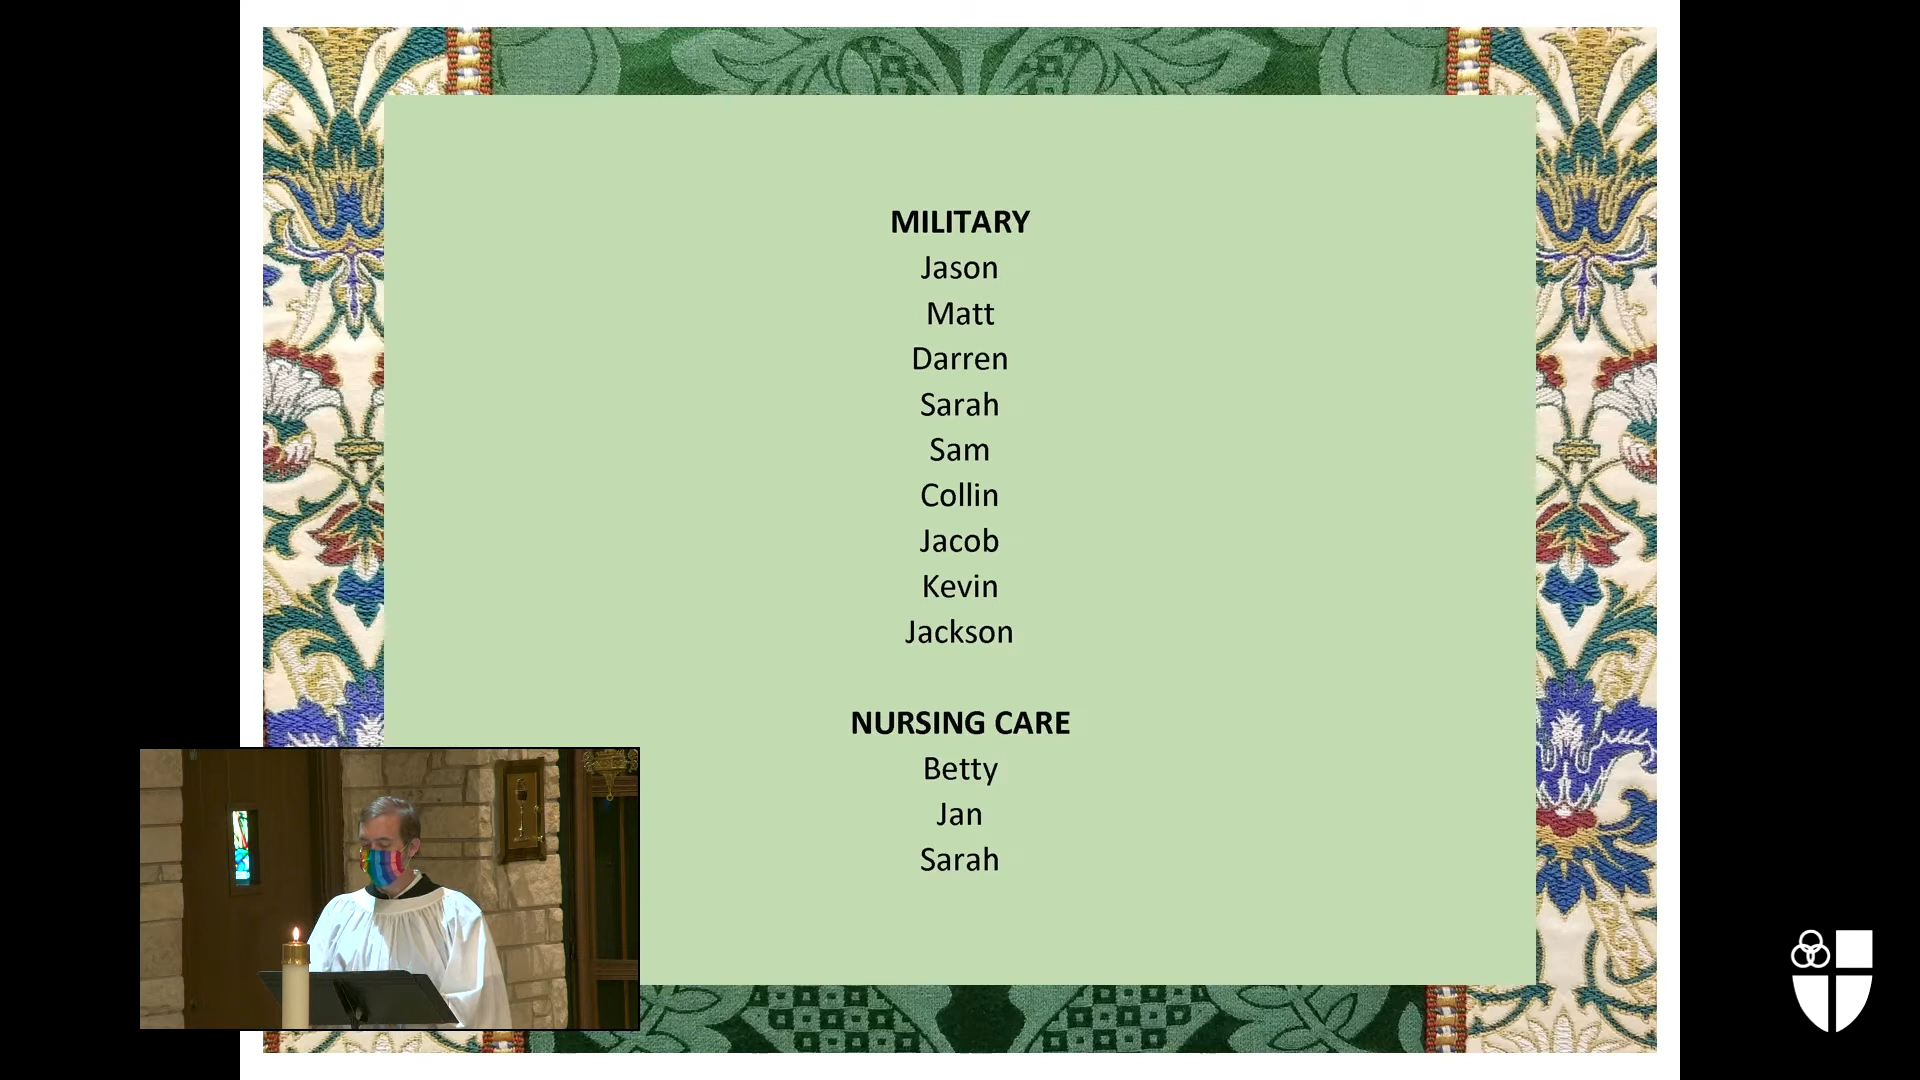 MILITARY
Jason
Matt
Darren
Sarah
Sam
Collin
Jacob
Kevin
Jackson
NURSING CARE
Betty
Jan
Sarah